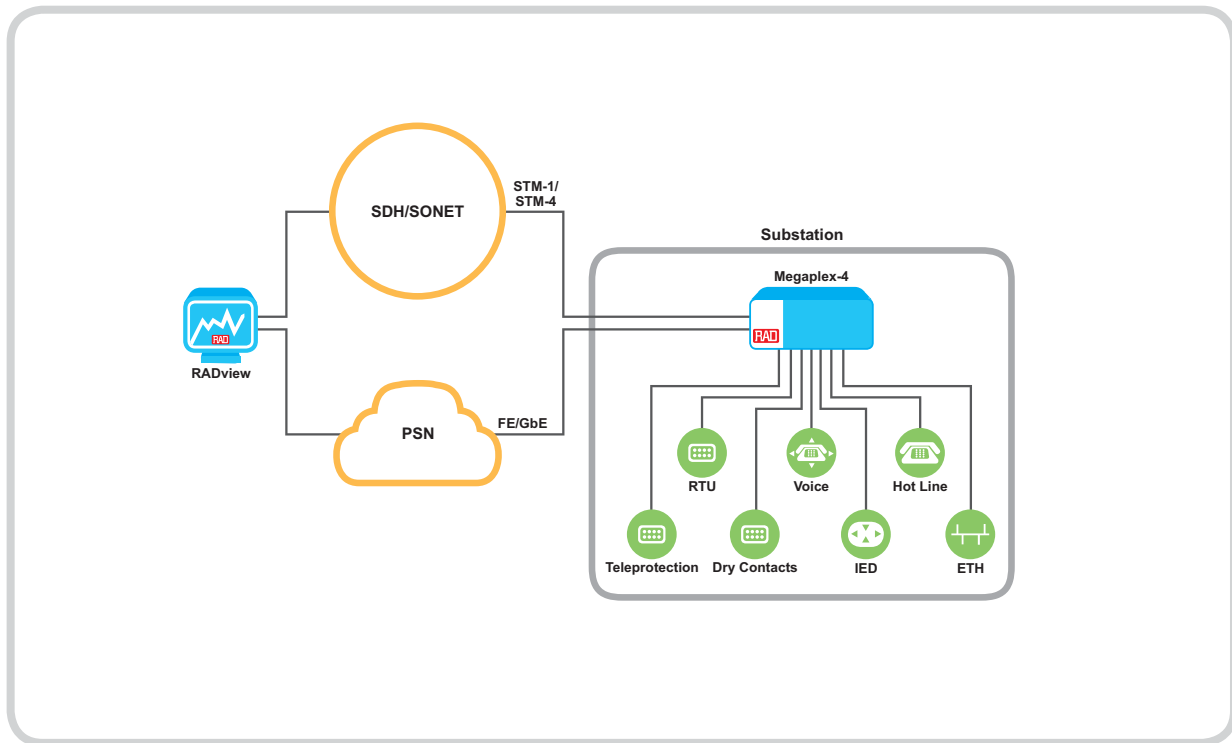 STM-1/
STM-4
SDH/SONET
Substation
Megaplex-4
RAD
RAD
RADview
PSN
FE/GbE
RTU
Voice
Hot Line
Teleprotection
Dry Contacts
IED
ETH